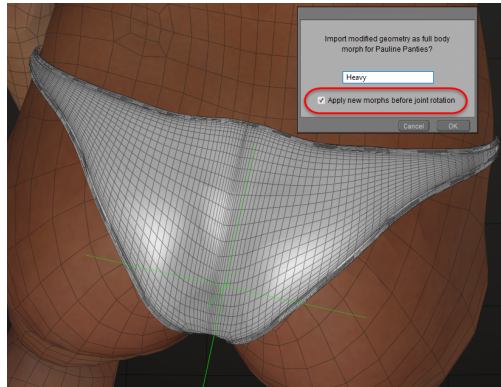 Import modified geometry as full body
morph for Pauline Panties?
Heavy
Apply new morphs before joint rotation
Cancel OK